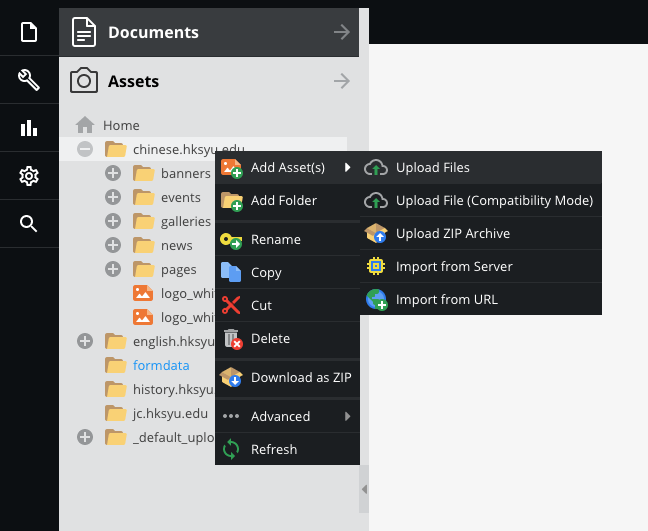 Documents
Assets
Home
chinese.hksyu.edu
banners
events
galleries
news
pages
logo_whi
logo_whi
english.hksyu
formdata
history.hksyu
jc.hksyu.edu
_default_uplo
Add Asset(s)
Add Folder
Rename
Copy
Cut
Delete
Download as ZIP
Advanced
Refresh
Upload Files
Upload File (Compatibility Mode)
Upload ZIP Archive
Import from Server
Import from URL